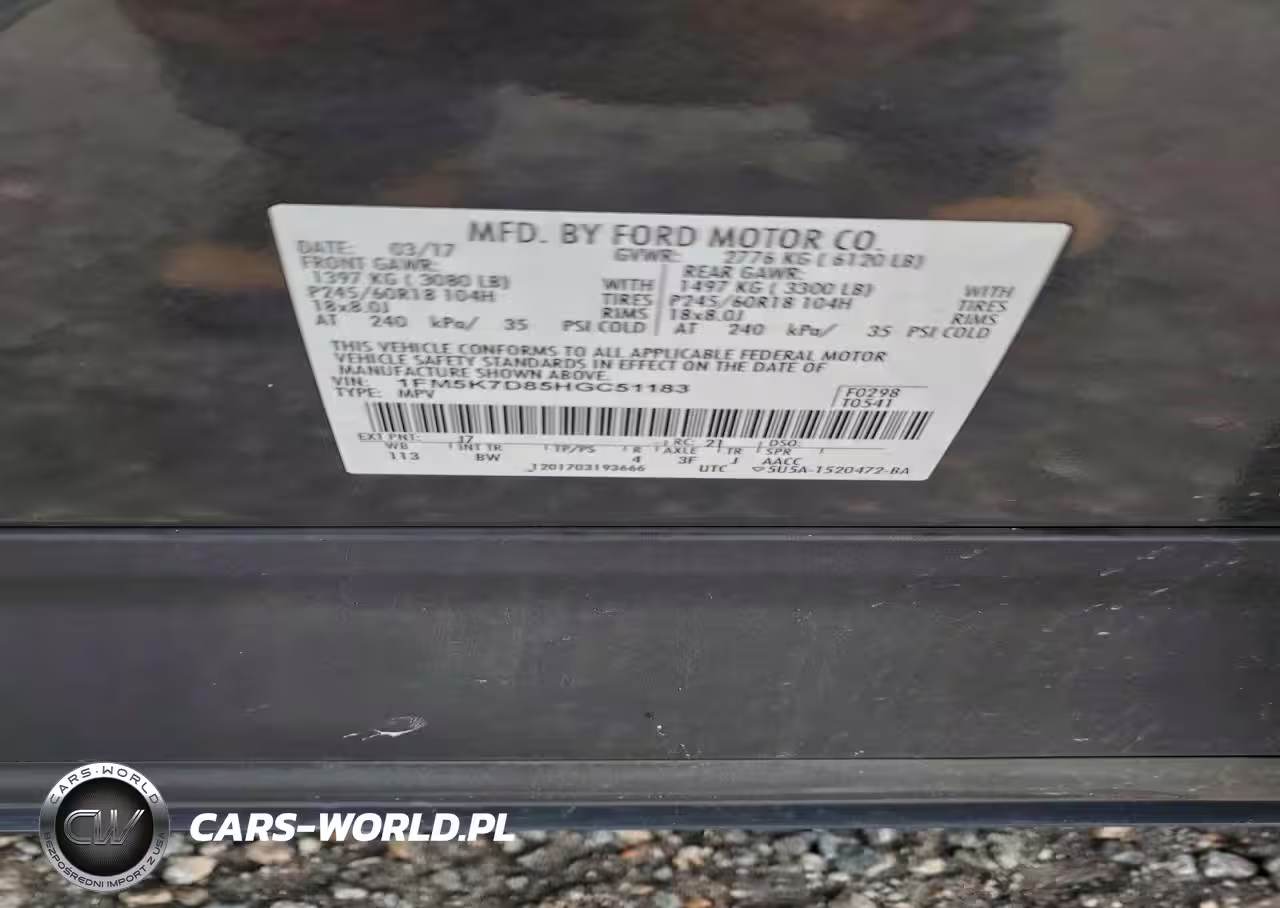 MFD. BY FORD MOTOR CO.
DATE: 03/17 GVWR: 2776 KG ( 6120 LB)
FRONT GAWR: REAR GAWR:
1397 KG ( 3080 LB) WITH 1497 KG ( 3300 LB) WITH
P245/60R18 104H TIRES P245/60R18 104H TIRES
18x8.0J RIMS 18x8.0J RIMS
AT 240 kPa/ 35 PSI COLD AT 240 kPa/ 35 PSI COLD
THIS VEHICLE CONFORMS TO ALL APPLICABLE FEDERAL MOTOR
VEHICLE SAFETY STANDARDS IN EFFECT ON THE DATE OF
MANUFACTURE SHOWN ABOVE.
VIN: 1FM5K7D85HGC51183 F0298
TYPE: MPV T0541
EXT PNT: J7 RC: 21 DSO:
WB INT TR TP/PS R AXLE TR SPR
113 BW 4 3F J AACC
1201703193666 UTC 5U5A-1520472-BA
CARS-WORLD
CW
BEZPOŚREDNI IMPORT Z USA
CARS-WORLD.PL